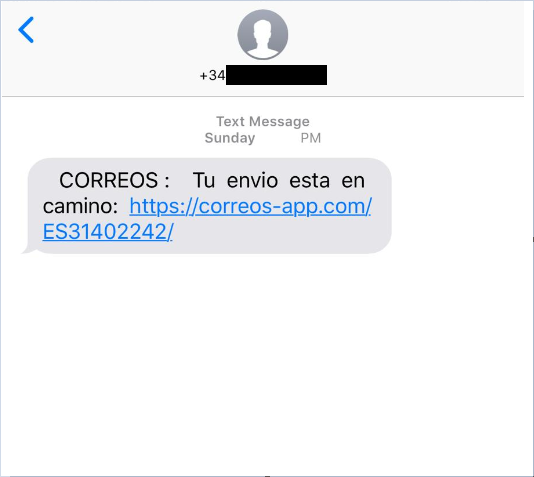 +34
Text Message
Sunday PM
CORREOS : Tu envio esta en
camino: https://correos-app.com/
ES31402242/